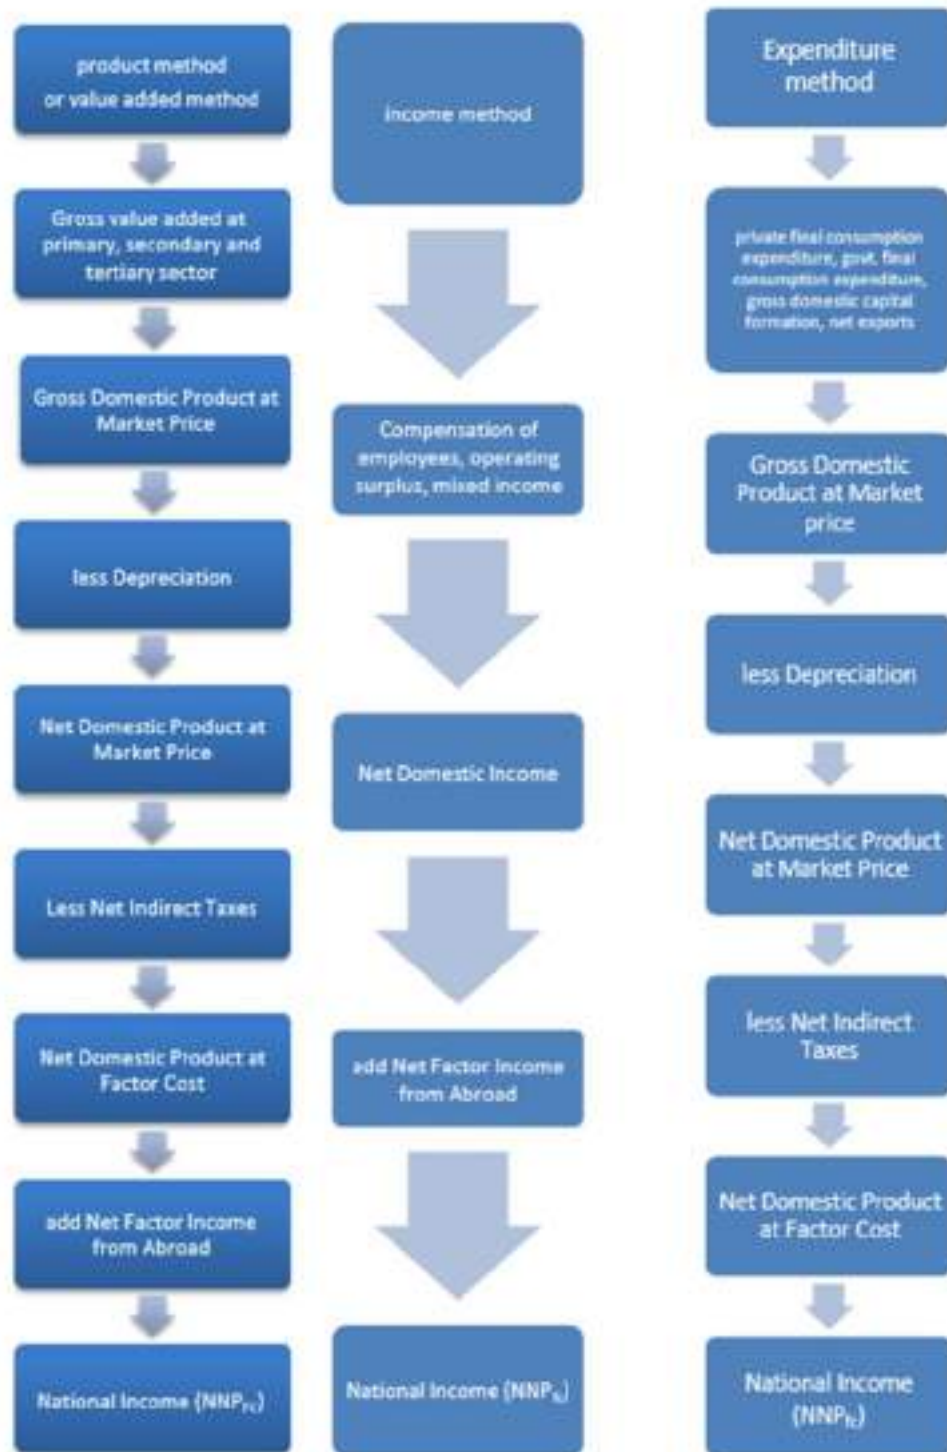 product method
or value added method
Gross value added at
primary, secondary and
tertiary sector
Gross Domestic Product at
Market Price
less Depreciation
Net Domestic Product at
Market Price
Less Net Indirect Taxes
Net Domestic Product at
Factor Cost
add Net Factor Income
from Abroad
National Income (NNPFC)
income method
Compensation of
employees, operating
surplus, mixed income
Net Domestic Income
add Net Factor Income
from Abroad
National Income (NNPfc)
Expenditure
method
private final consumption
expenditure, govt. final
consumption expenditure,
gross domestic capital
formation, net exports
Gross Domestic
Product at Market
price
less Depreciation
Net Domestic Product
at Market Price
less Net Indirect
Taxes
Net Domestic Product
at Factor Cost
National Income
(NNPfc)